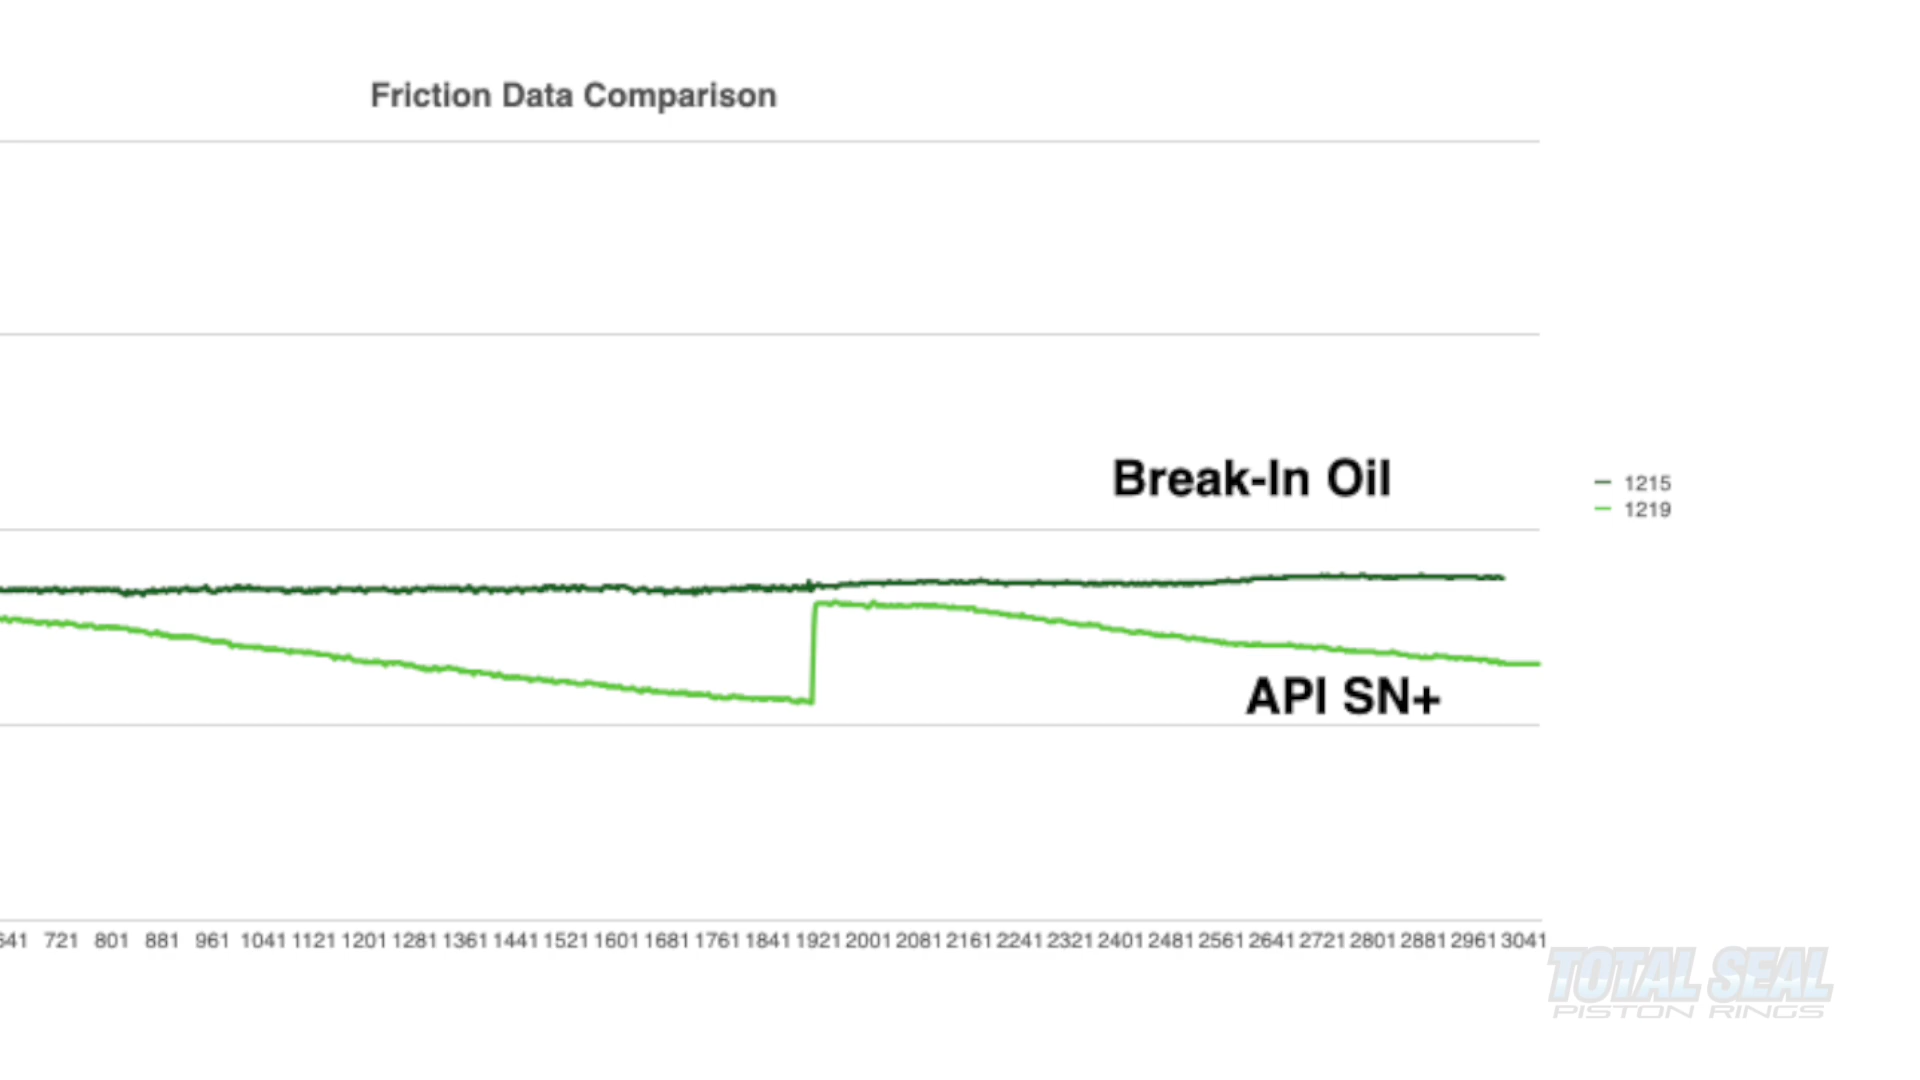 Friction Data Comparison
Break-In Oil
1215
1219
API SN+
641 721 801 881 961 1041 1121 1201 1281 1361 1441 1521 1601 1681 1761 1841 1921 2001 2081 2161 2241 2321 2401 2481 2561 2641 2721 2801 2881 2961 3041
TOTAL SEAL
PISTON RINGS